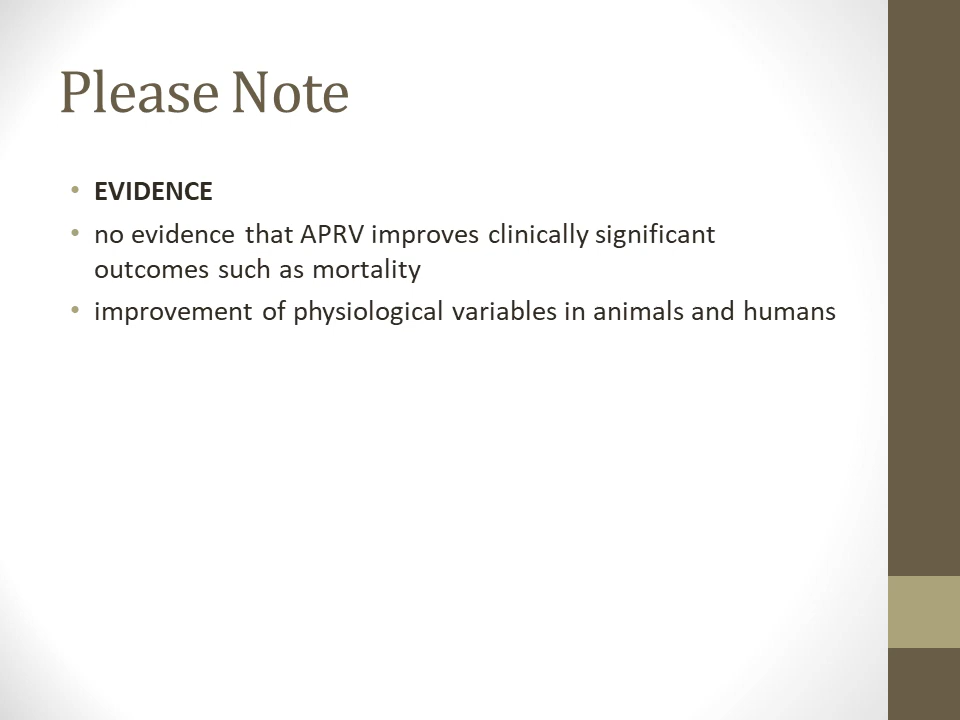 Please Note
• EVIDENCE
• no evidence that APRV improves clinically significant
outcomes such as mortality
• improvement of physiological variables in animals and humans